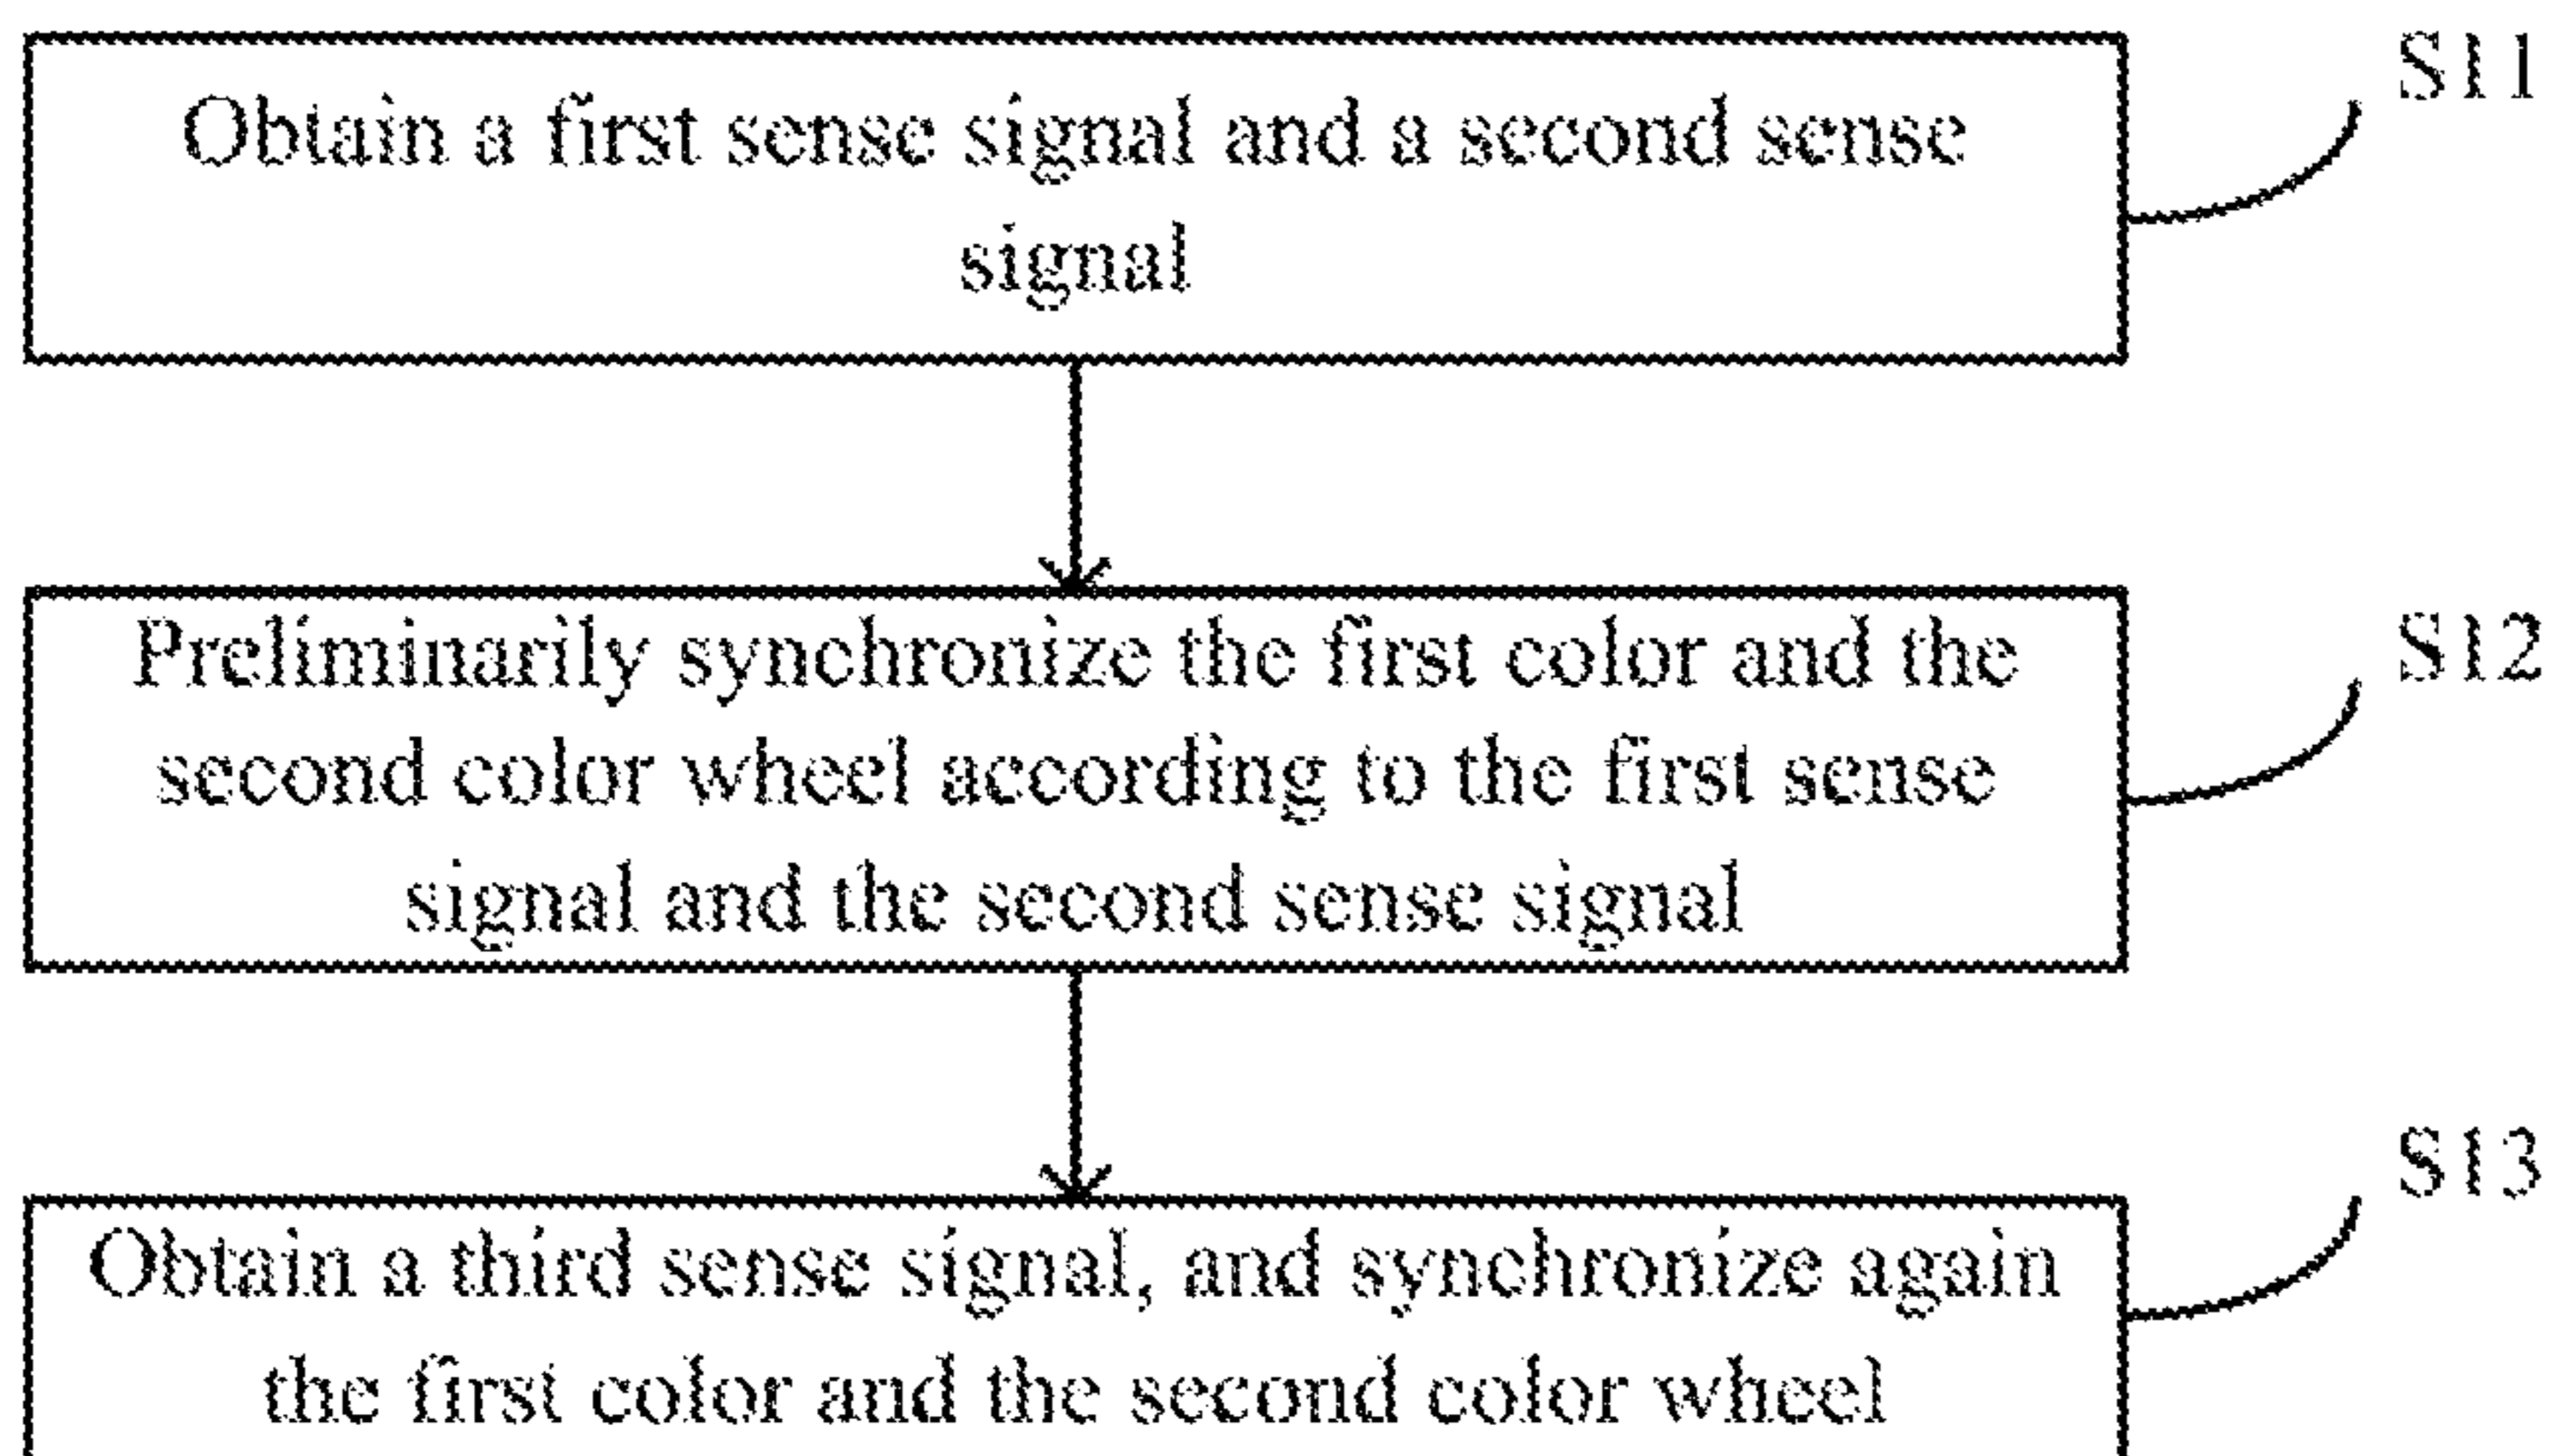 S11
Obtain a first sense signal and a second sense
signal
S12
Preliminarily synchronize the first color and the
second color wheel according to the first sense
signal and the second sense signal
S13
Obtain a third sense signal, and synchronize again
the first color and the second color wheel